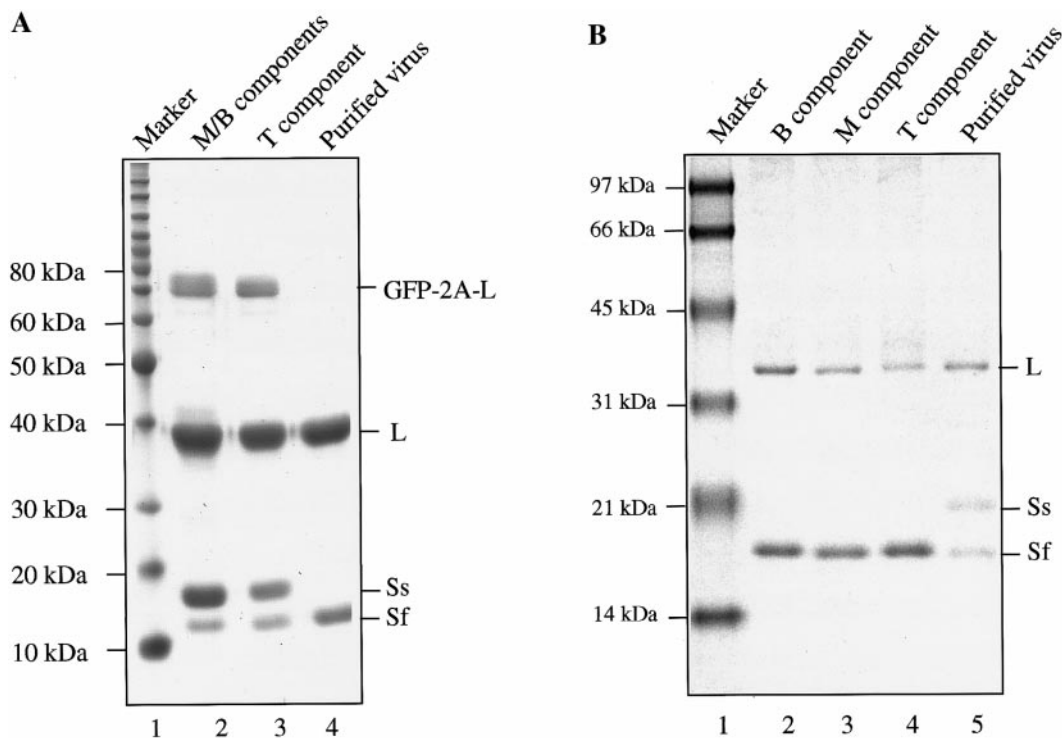 A
Marker
M/B components
T component
Purified virus
80 kDa
60 kDa
50 kDa
40 kDa
30 kDa
20 kDa
10 kDa
GFP-2A-L
L
Ss
Sf
1 2 3 4
B
Marker
B component
M component
T component
Purified virus
97 kDa
66 kDa
45 kDa
31 kDa
21 kDa
14 kDa
L
Ss
Sf
1 2 3 4 5